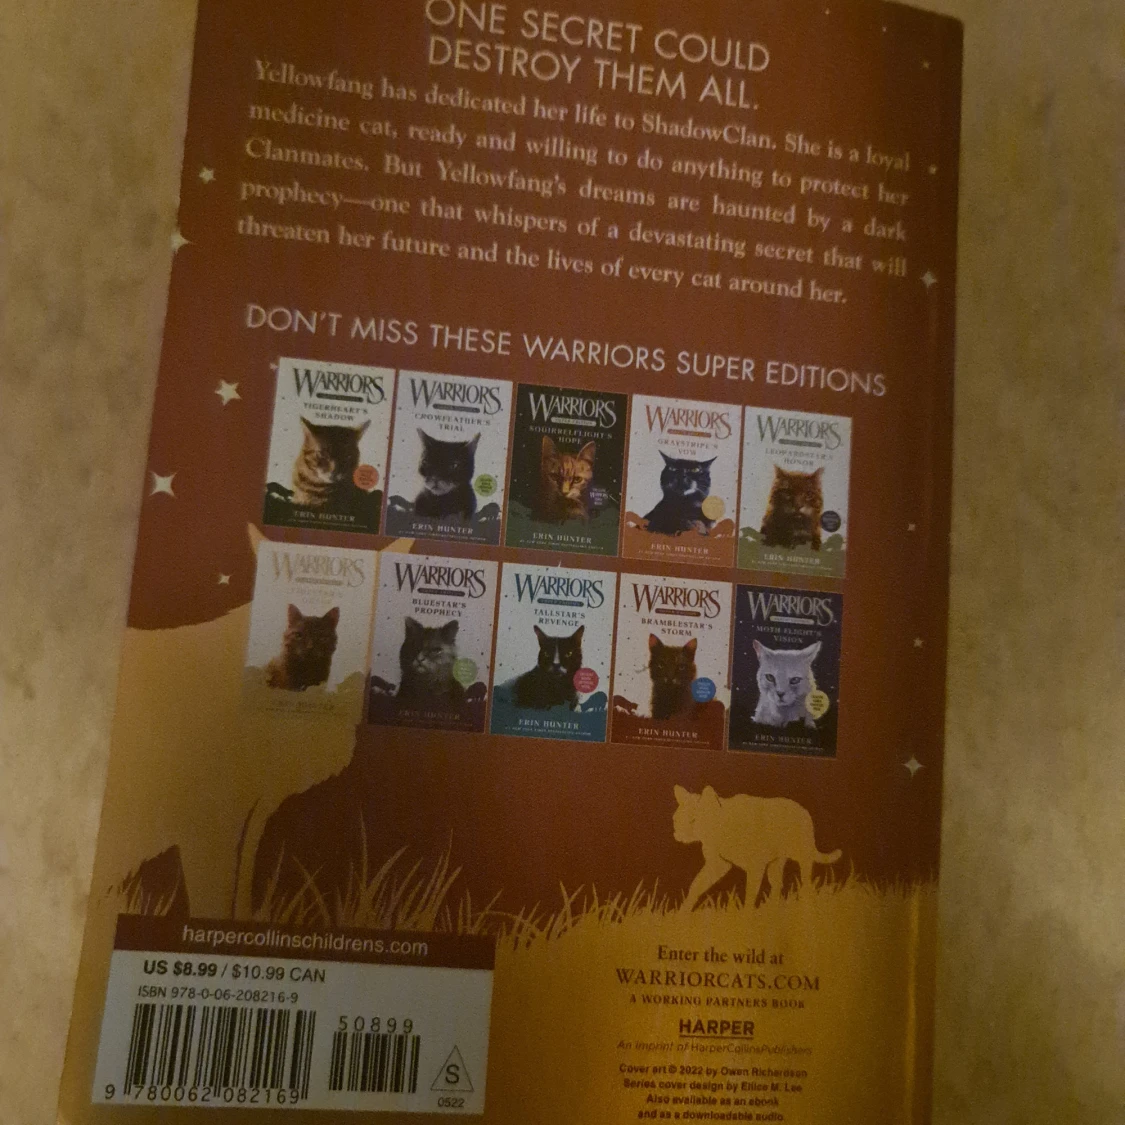 ONE SECRET COULD
DESTROY THEM ALL.
Yellowfang has dedicated her life to ShadowClan. She is a loyal
medicine cat, ready and willing to do anything to protect her
Clanmates. But Yellowfang's dreams are haunted by a dark
prophecy—one that whispers of a devastating secret that will
threaten her future and the lives of every cat around her.
DON'T MISS THESE WARRIORS SUPER EDITIONS
WARRIORS
TIGERHEART'S
SHADOW
ERIN HUNTER
WARRIORS
CROWFEATHER'S
TRIAL
ERIN HUNTER
WARRIORS
SQUIRRELFLIGHT'S
HOPE
ERIN HUNTER
WARRIORS
GRAYSTRIPE'S
VOW
ERIN HUNTER
WARRIORS
LEOPARDSTAR'S
HONOR
ERIN HUNTER
WARRIORS
WARRIORS
BLUESTAR'S
PROPHECY
ERIN HUNTER
WARRIORS
TALLSTAR'S
REVENGE
ERIN HUNTER
WARRIORS
BRAMBLESTAR'S
STORM
ERIN HUNTER
WARRIORS
MOTH FLIGHT'S
VISION
ERIN HUNTER
harpercollinschildrens.com
US $8.99 / $10.99 CAN
ISBN 978-0-06-208216-9
50899
9 780062 082169
S
0522
Enter the wild at
WARRIORCATS.COM
A WORKING PARTNERS BOOK
HARPER
An Imprint of HarperCollinsPublishers
Cover art © 2022 by Owen Richardson
Series cover design by Ellice M. Lee
Also available as an ebook
and as a downloadable audio.